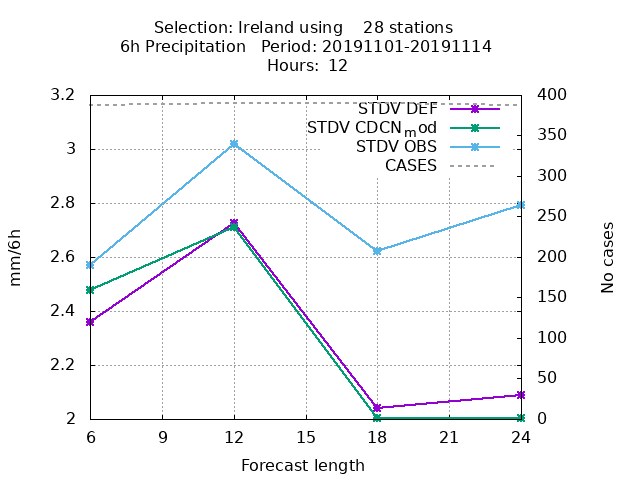 Selection: Ireland using    28 stations
6h Precipitation   Period: 20191101-20191114
Hours: 12
3.2
3
2.8
2.6
2.4
2.2
2
400
350
300
250
200
150
100
50
0
STDV DEF
STDV CDCNmod
STDV OBS
CASES
mm/6h
No cases
6 9 12 15 18 21 24
Forecast length